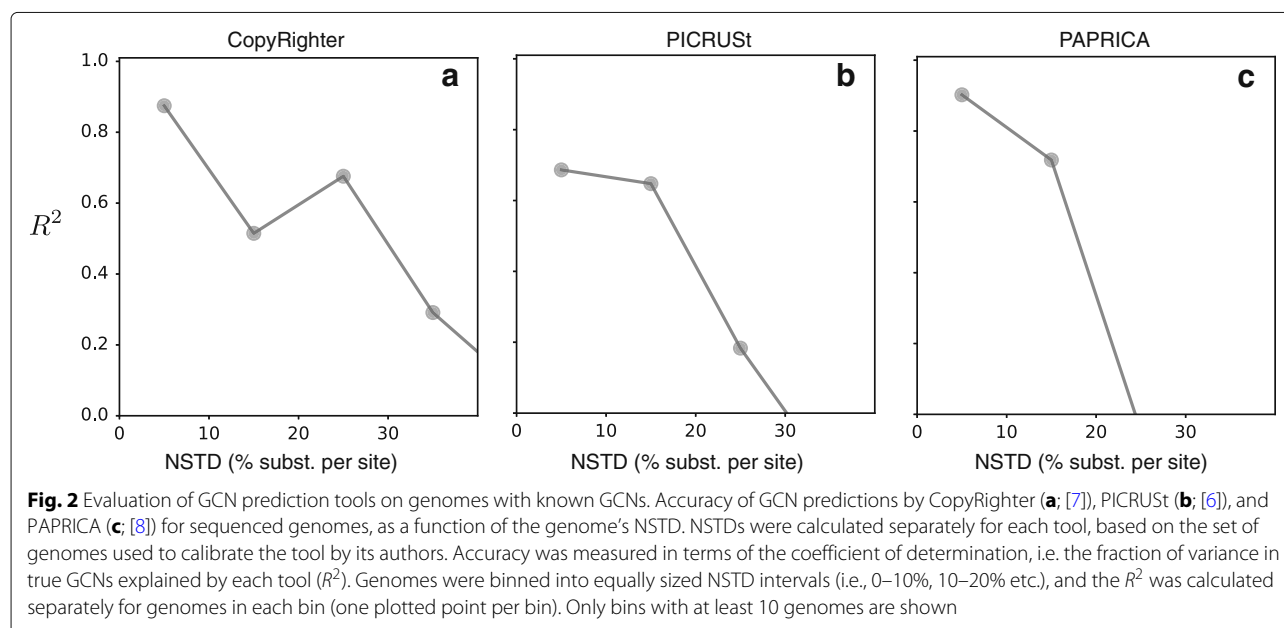 CopyRighter
PICRUSt
PAPRICA
a
b
c
1.0
0.8
0.6
0.4
0.2
0.0
R²
0 10 20 30
0 10 20 30
0 10 20 30
NSTD (% subst. per site)
NSTD (% subst. per site)
NSTD (% subst. per site)
Fig. 2 Evaluation of GCN prediction tools on genomes with known GCNs. Accuracy of GCN predictions by CopyRighter (a; [7]), PICRUSt (b; [6]), and
PAPRICA (c; [8]) for sequenced genomes, as a function of the genome's NSTD. NSTDs were calculated separately for each tool, based on the set of
genomes used to calibrate the tool by its authors. Accuracy was measured in terms of the coefficient of determination, i.e. the fraction of variance in
true GCNs explained by each tool (R²). Genomes were binned into equally sized NSTD intervals (i.e., 0–10%, 10–20% etc.), and the R² was calculated
separately for genomes in each bin (one plotted point per bin). Only bins with at least 10 genomes are shown